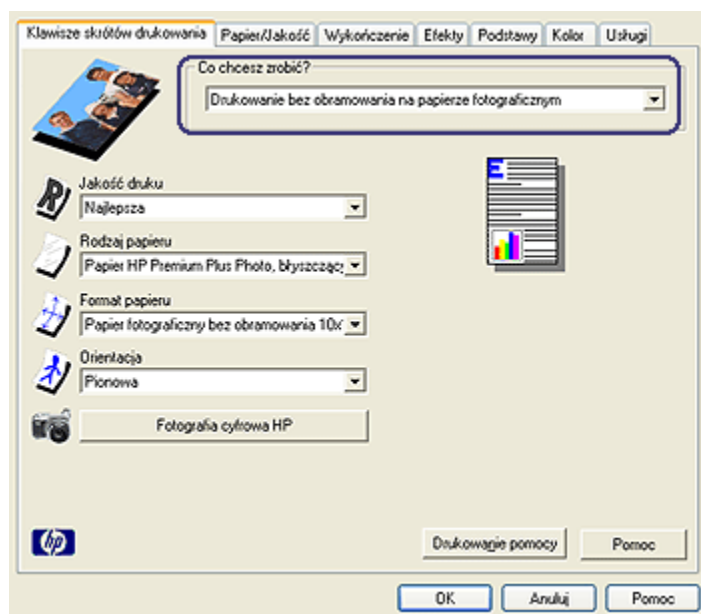 Klawisze skrótów drukowania Papier/Jakość Wykończenie Efekty Podstawy Kolor Usługi
Co chcesz zrobić?
Drukowanie bez obramowania na papierze fotograficznym
Jakość druku
Najlepsza
Rodzaj papieru
Papier HP Premium Plus Photo, błyszcząc
Format papieru
Papier fotograficzny bez obramowania 10x
Orientacja
Pionowa
Fotografia cyfrowa HP
hp
Drukowanie pomocy Pomoc
OK Anuluj Pomoc